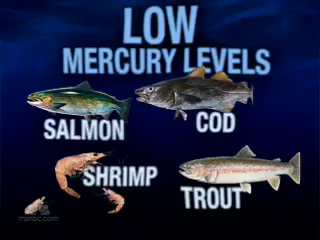 LOW
MERCURY LEVELS
SALMON
COD
SHRIMP
TROUT
msnbc.com